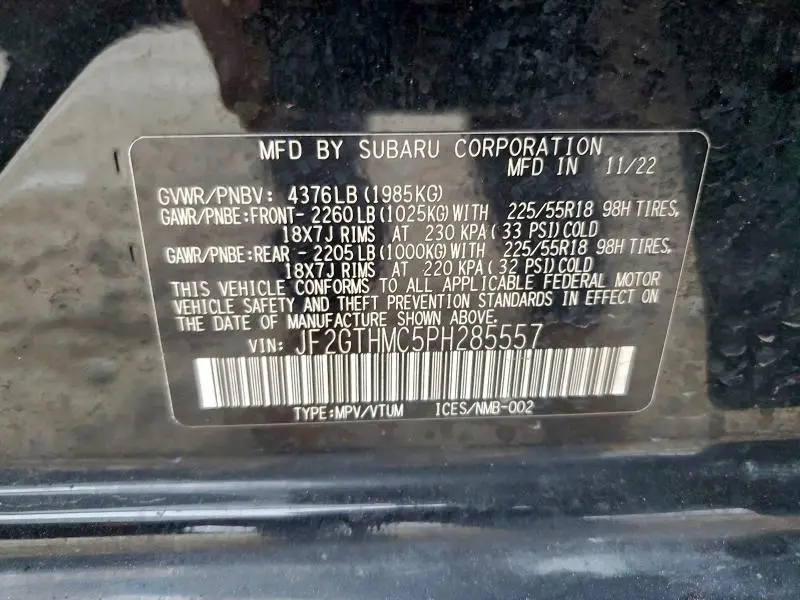 MFD BY SUBARU CORPORATION
MFD IN 11/22
GVWR/PNBV: 4376LB (1985KG)
GAWR/PNBE:FRONT- 2260 LB (1025KG) WITH 225/55R18 98H TIRES,
18X7J RIMS AT 230 KPA ( 33 PSI) COLD
GAWR/PNBE:REAR - 2205 LB (1000KG) WITH 225/55R18 98H TIRES,
18X7J RIMS AT 220 KPA ( 32 PSI) COLD
THIS VEHICLE CONFORMS TO ALL APPLICABLE FEDERAL MOTOR
VEHICLE SAFETY AND THEFT PREVENTION STANDARDS IN EFFECT ON
THE DATE OF MANUFACTURE SHOWN ABOVE.
VIN: JF2GTHMC5PH285557
TYPE:MPV/VTUM ICES/NMB-002